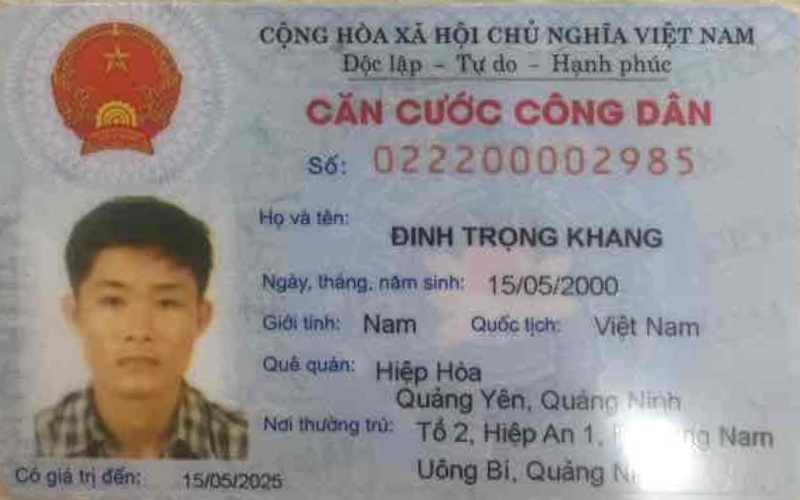 CỘNG HÒA XÃ HỘI CHỦ NGHĨA VIỆT NAM
Độc lập - Tự do - Hạnh phúc
CĂN CƯỚC CÔNG DÂN
Số: 022200002985
Họ và tên:
ĐINH TRỌNG KHANG
Ngày, tháng, năm sinh: 15/05/2000
Giới tính: Nam Quốc tịch: Việt Nam
Quê quán: Hiệp Hòa
Quảng Yên, Quảng Ninh
Nơi thường trú: Tổ 2, Hiệp An 1, Nam
Uông Bí, Quảng
Có giá trị đến: 15/05/2025